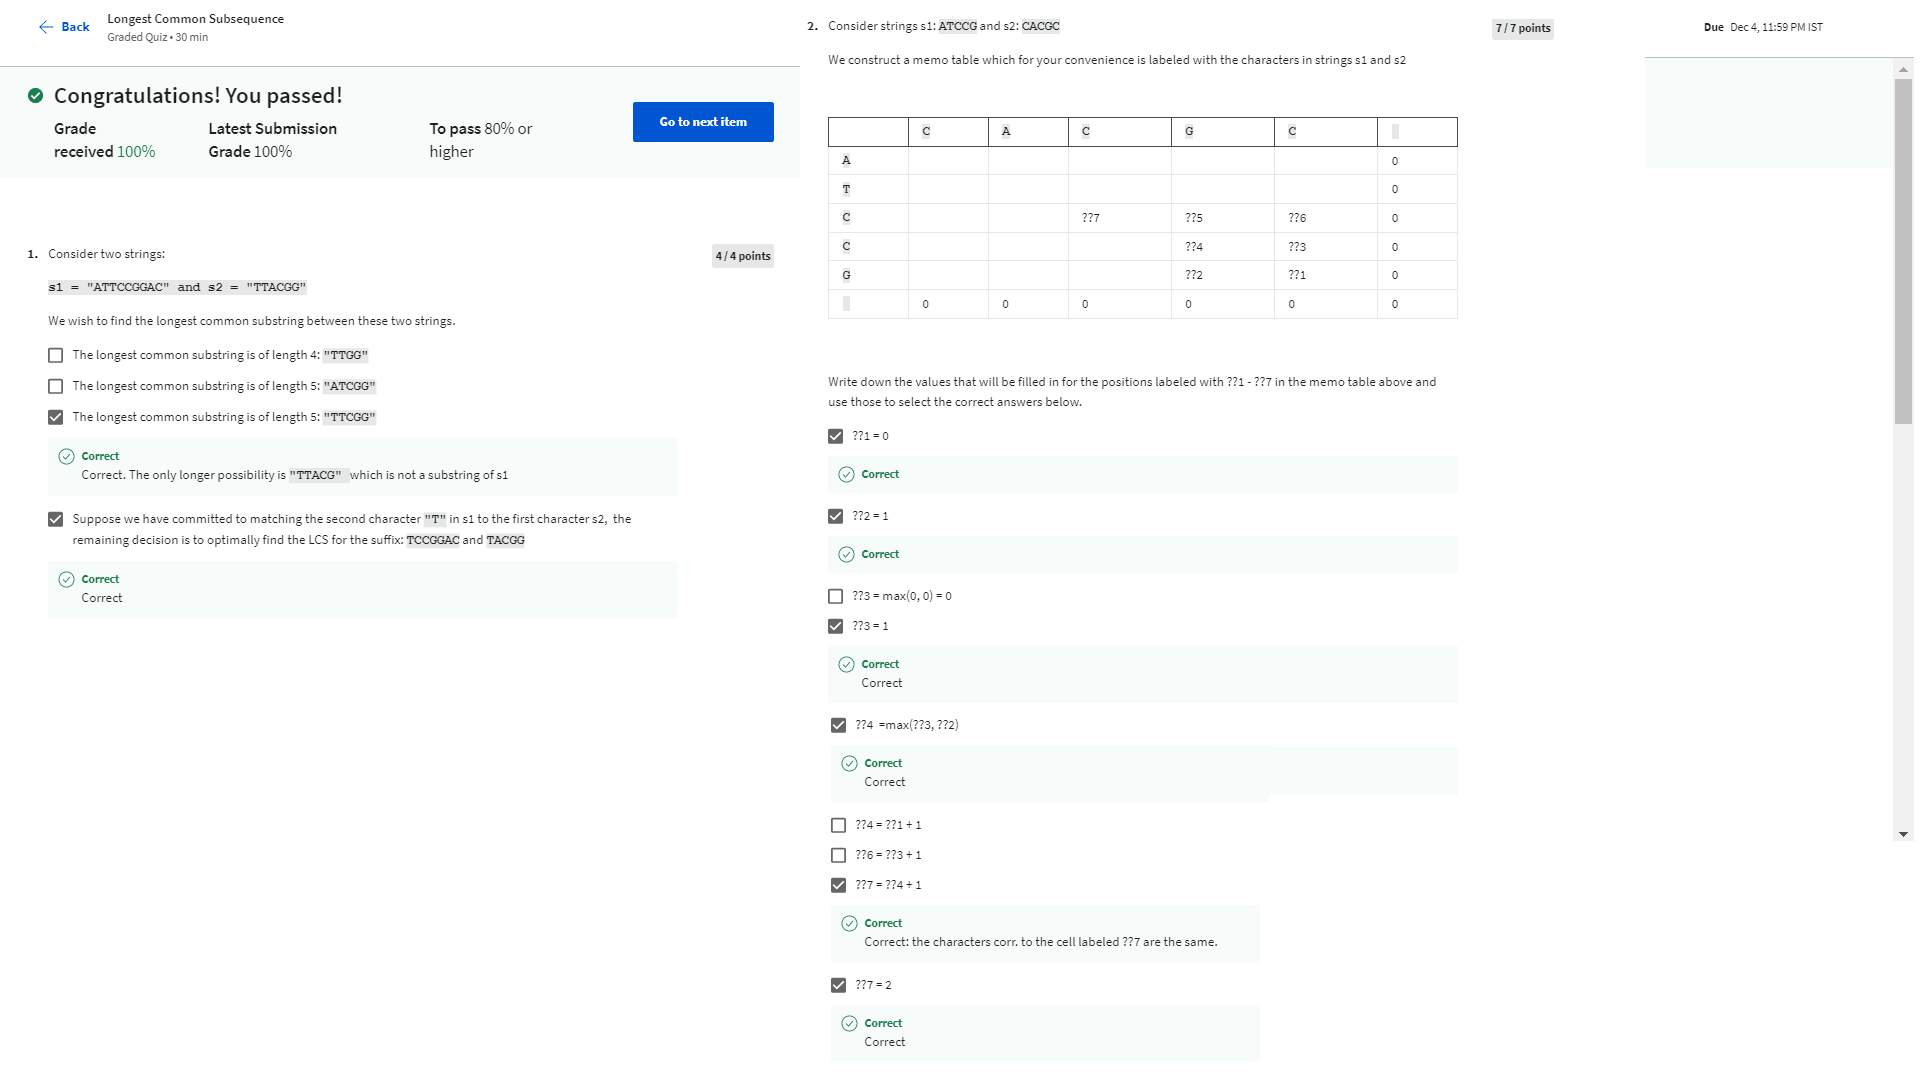 Back
Longest Common Subsequence
Graded Quiz • 30 min
Due Dec 4, 11:59 PM IST
Congratulations! You passed!
Grade
received 100%
Latest Submission
Grade 100%
To pass 80% or
higher
Go to next item
1. Consider two strings:
4 / 4 points
s1 = "ATTCCGGAC" and s2 = "TTACGG"
We wish to find the longest common substring between these two strings.
The longest common substring is of length 4: "TTGG"
The longest common substring is of length 5: "ATCGG"
The longest common substring is of length 5: "TTCGG"
Correct
Correct. The only longer possibility is "TTACG" which is not a substring of s1
Suppose we have committed to matching the second character "T" in s1 to the first character s2, the
remaining decision is to optimally find the LCS for the suffix: TCCGGAC and TACGG
Correct
Correct
2. Consider strings s1: ATCCG and s2: CACGC
7 / 7 points
We construct a memo table which for your convenience is labeled with the characters in strings s1 and s2
C A C G C
A 0
T 0
C ??7 ??5 ??6 0
C ??4 ??3 0
G ??2 ??1 0
0 0 0 0 0 0
Write down the values that will be filled in for the positions labeled with ??1 - ??7 in the memo table above and
use those to select the correct answers below.
??1 = 0
Correct
??2 = 1
Correct
??3 = max(0, 0) = 0
??3 = 1
Correct
Correct
??4 =max(??3, ??2)
Correct
Correct
??4 = ??1 + 1
??6 = ??3 + 1
??7 = ??4 + 1
Correct
Correct: the characters corr. to the cell labeled ??7 are the same.
??7 = 2
Correct
Correct